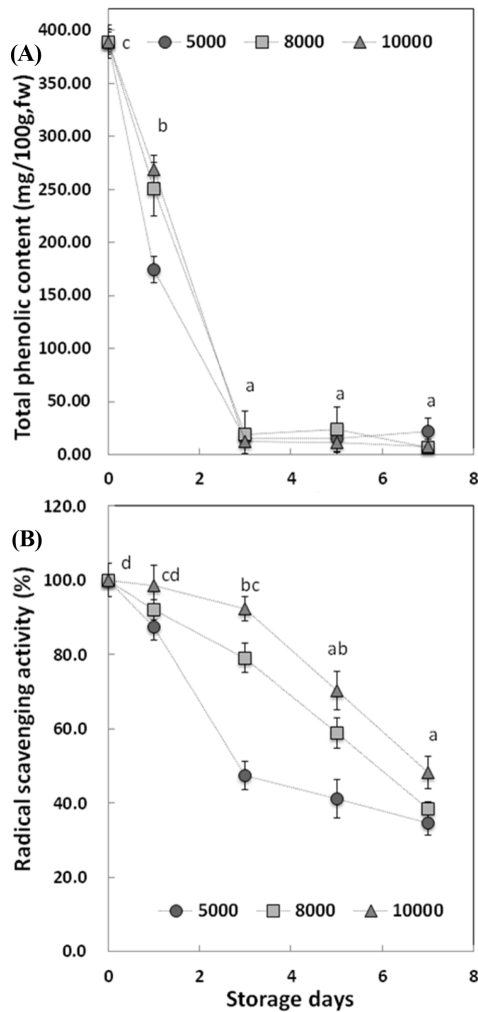 (A)
Total phenolic content (mg/100g,fw)
400.00
350.00
300.00
250.00
200.00
150.00
100.00
50.00
0.00
5000 8000 10000
c
b
a
a
a
0 2 4 6 8
(B)
Radical scavenging activity (%)
120.0
100.0
80.0
60.0
40.0
20.0
0.0
d
cd
bc
ab
a
5000 8000 10000
0 2 4 6 8
Storage days